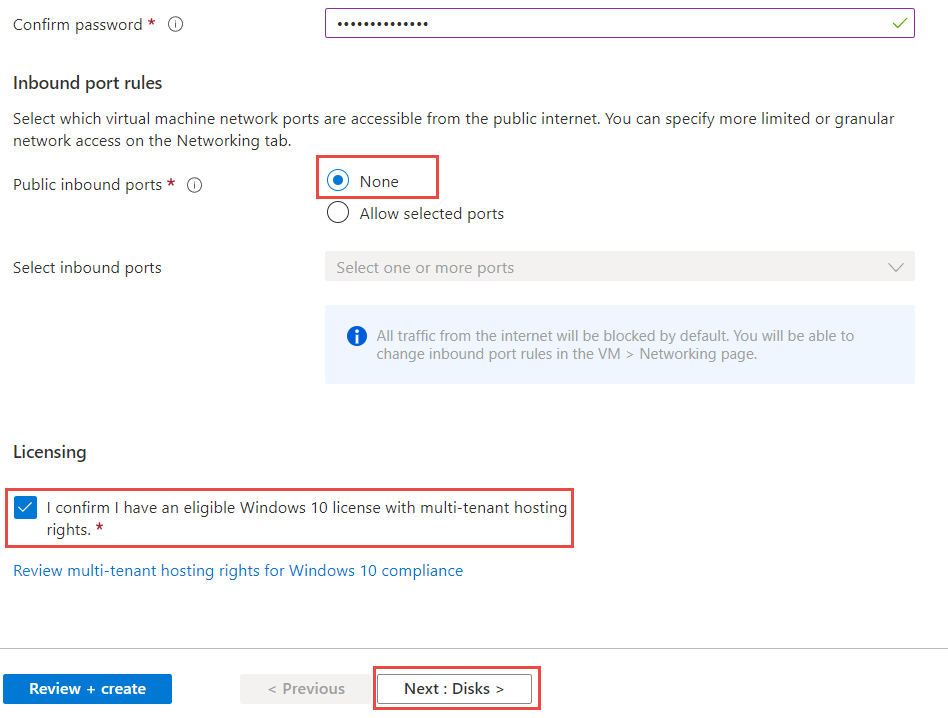 Confirm password *
••••••••••••••
Inbound port rules
Select which virtual machine network ports are accessible from the public internet. You can specify more limited or granular
network access on the Networking tab.
Public inbound ports *
None
Allow selected ports
Select inbound ports
Select one or more ports
All traffic from the internet will be blocked by default. You will be able to
change inbound port rules in the VM > Networking page.
Licensing
I confirm I have an eligible Windows 10 license with multi-tenant hosting
rights. *
Review multi-tenant hosting rights for Windows 10 compliance
Review + create
< Previous
Next : Disks >